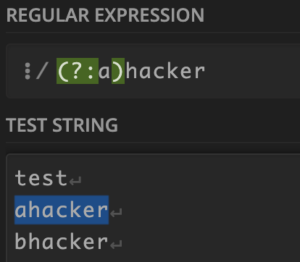 REGULAR EXPRESSION
/ (?:a)hacker
TEST STRING
test↵
ahacker↵
bhacker↵